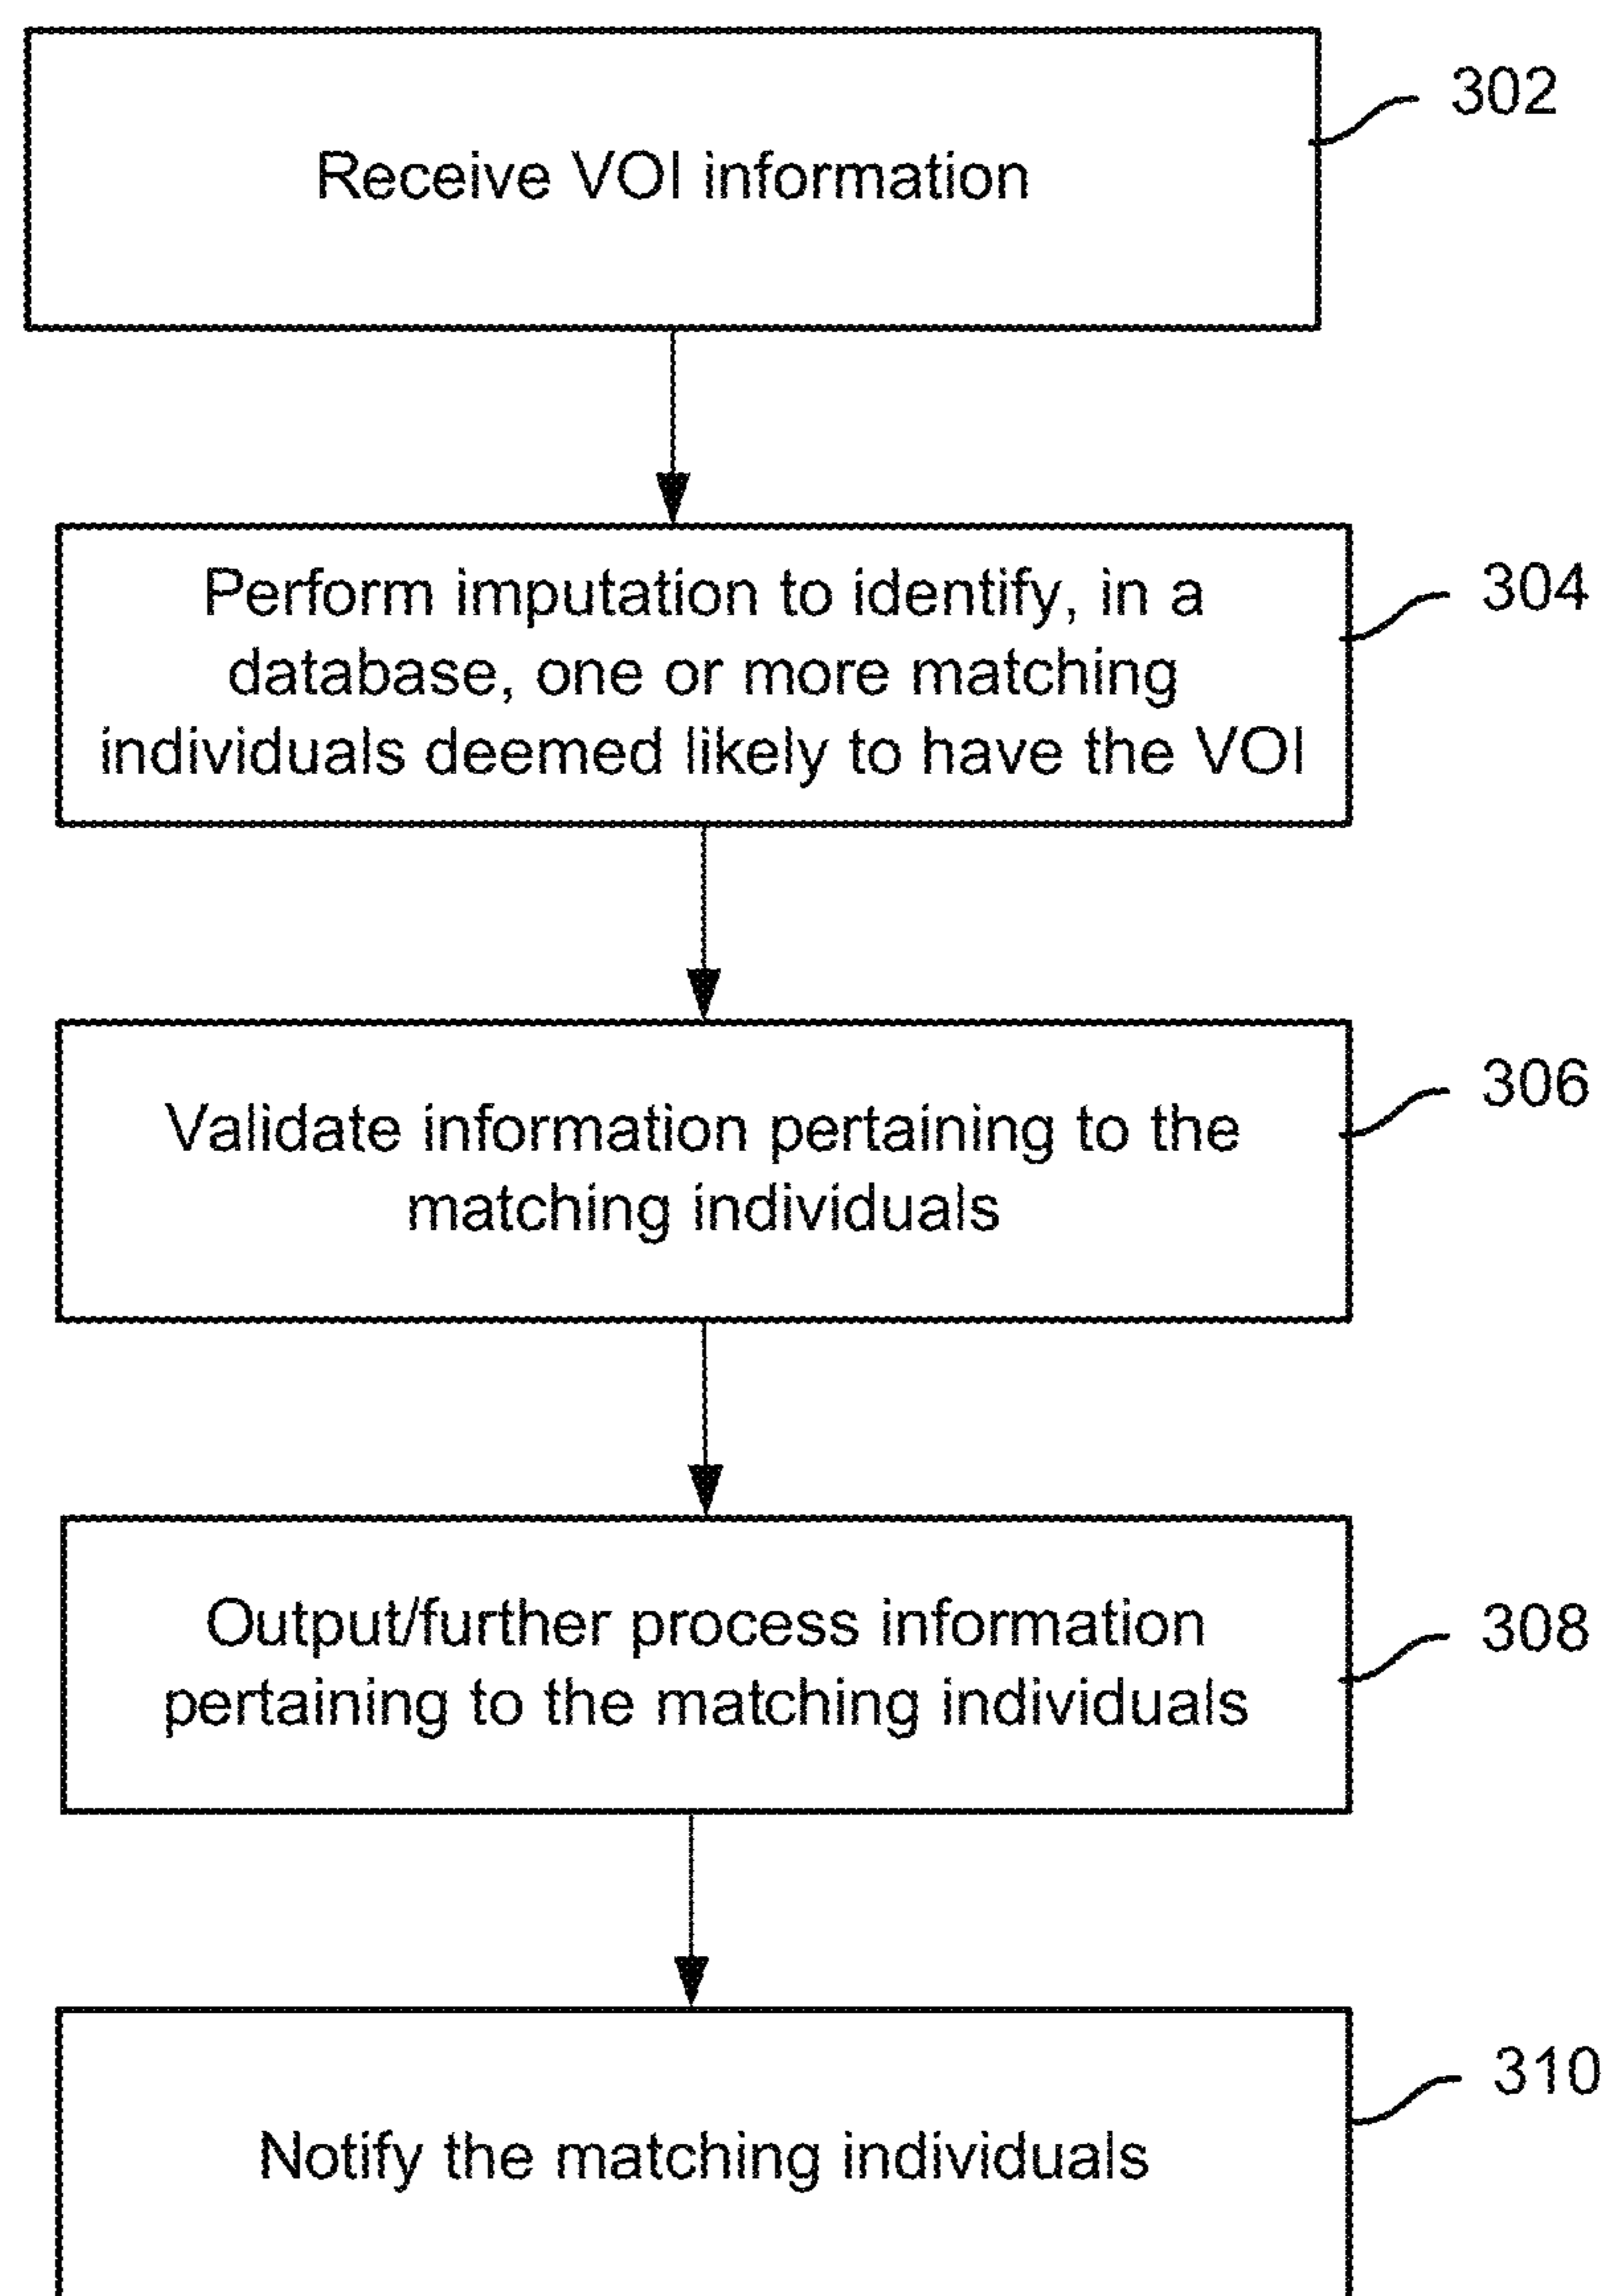 Receive VOI information
302
Perform imputation to identify, in a
database, one or more matching
individuals deemed likely to have the VOI
304
Validate information pertaining to the
matching individuals
306
Output/further process information
pertaining to the matching individuals
308
Notify the matching individuals
310